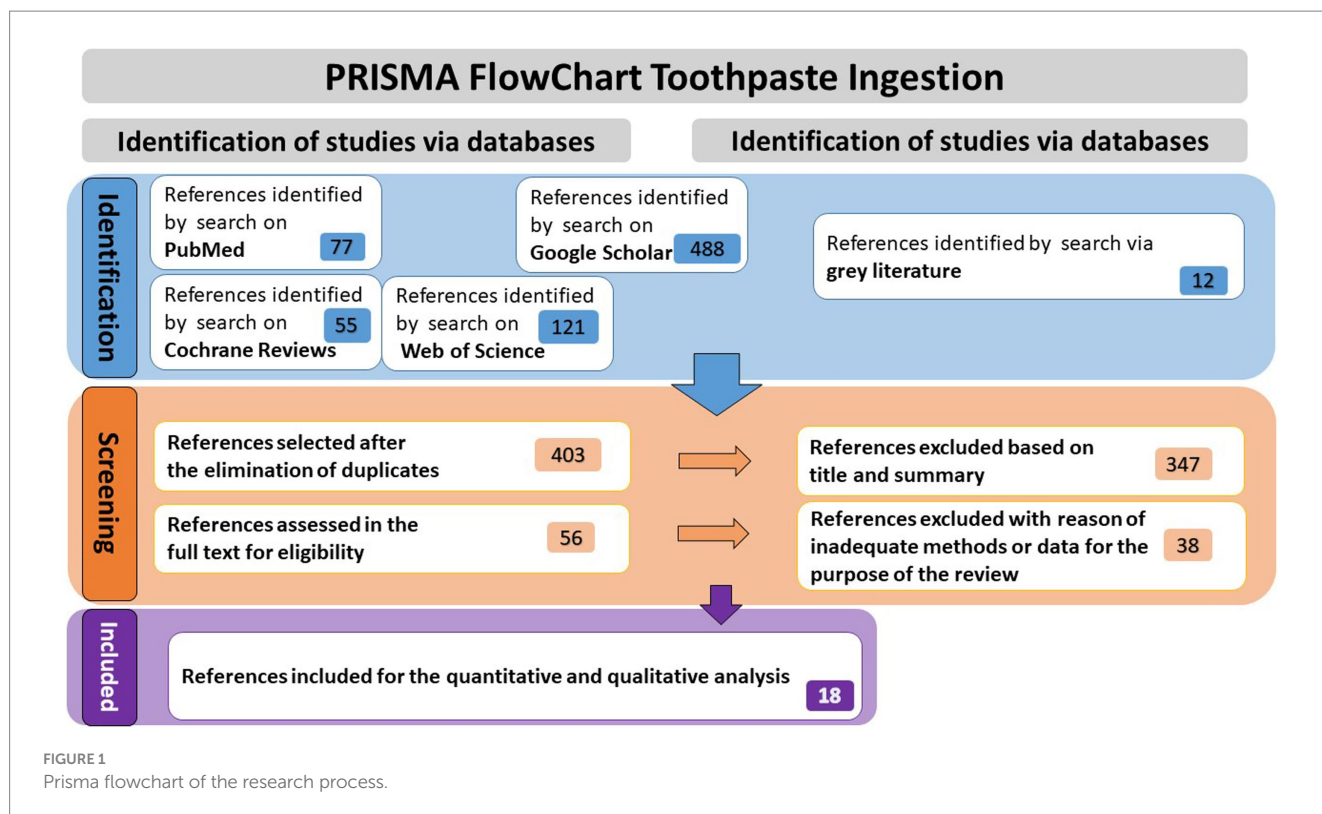 PRISMA FlowChart Toothpaste Ingestion
Identification of studies via databases
Identification of studies via databases
Identification
References identified
by search on
PubMed
77
References identified
by search on
Google Scholar
488
References identified by search via
grey literature
12
References identified
by search on
Cochrane Reviews
55
References identified
by search on
Web of Science
121
Screening
References selected after
the elimination of duplicates
403
References excluded based on
title and summary
347
References assessed in the
full text for eligibility
56
References excluded with reason of
inadequate methods or data for the
purpose of the review
38
Included
References included for the quantitative and qualitative analysis
18
FIGURE 1
Prisma flowchart of the research process.